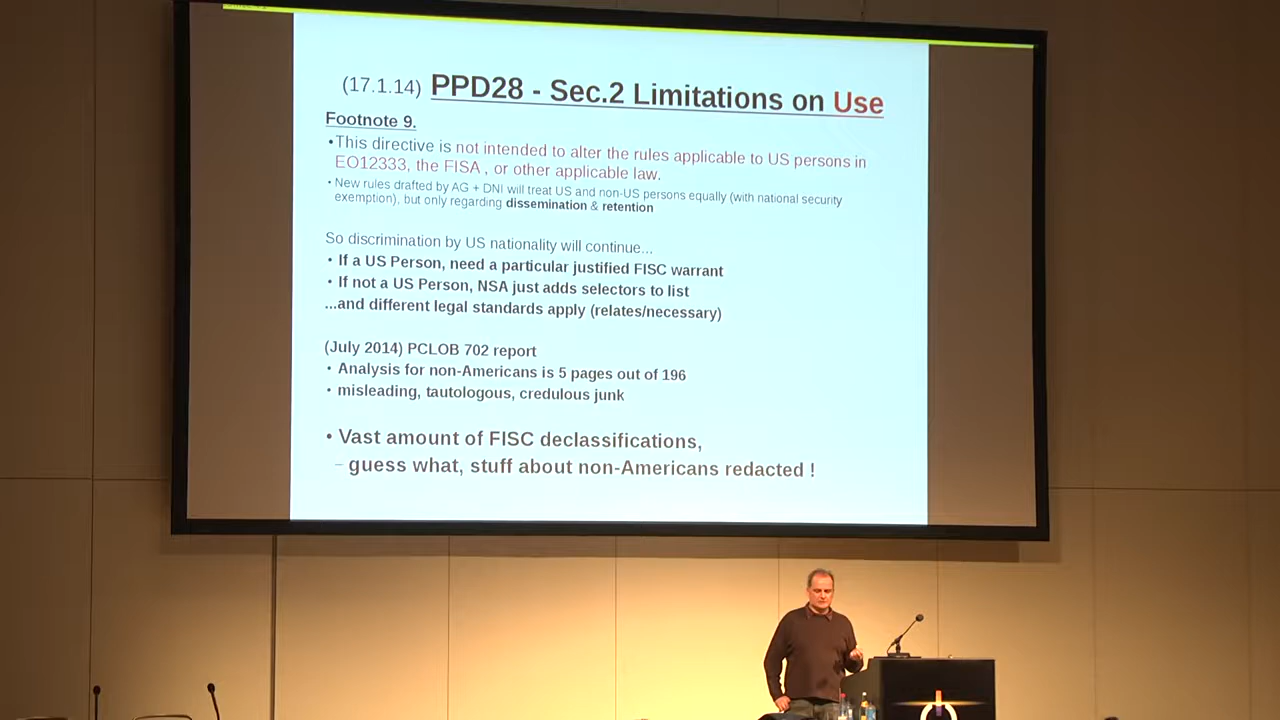 (17.1.14) PPD28 - Sec.2 Limitations on Use
Footnote 9.
•This directive is not intended to alter the rules applicable to US persons in
EO12333, the FISA , or other applicable law.
• New rules drafted by AG + DNI will treat US and non-US persons equally (with national security
exemption), but only regarding dissemination & retention
So discrimination by US nationality will continue...
• If a US Person, need a particular justified FISC warrant
• If not a US Person, NSA just adds selectors to list
...and different legal standards apply (relates/necessary)
(July 2014) PCLOB 702 report
• Analysis for non-Americans is 5 pages out of 196
• misleading, tautologous, credulous junk
• Vast amount of FISC declassifications,
– guess what, stuff about non-Americans redacted !